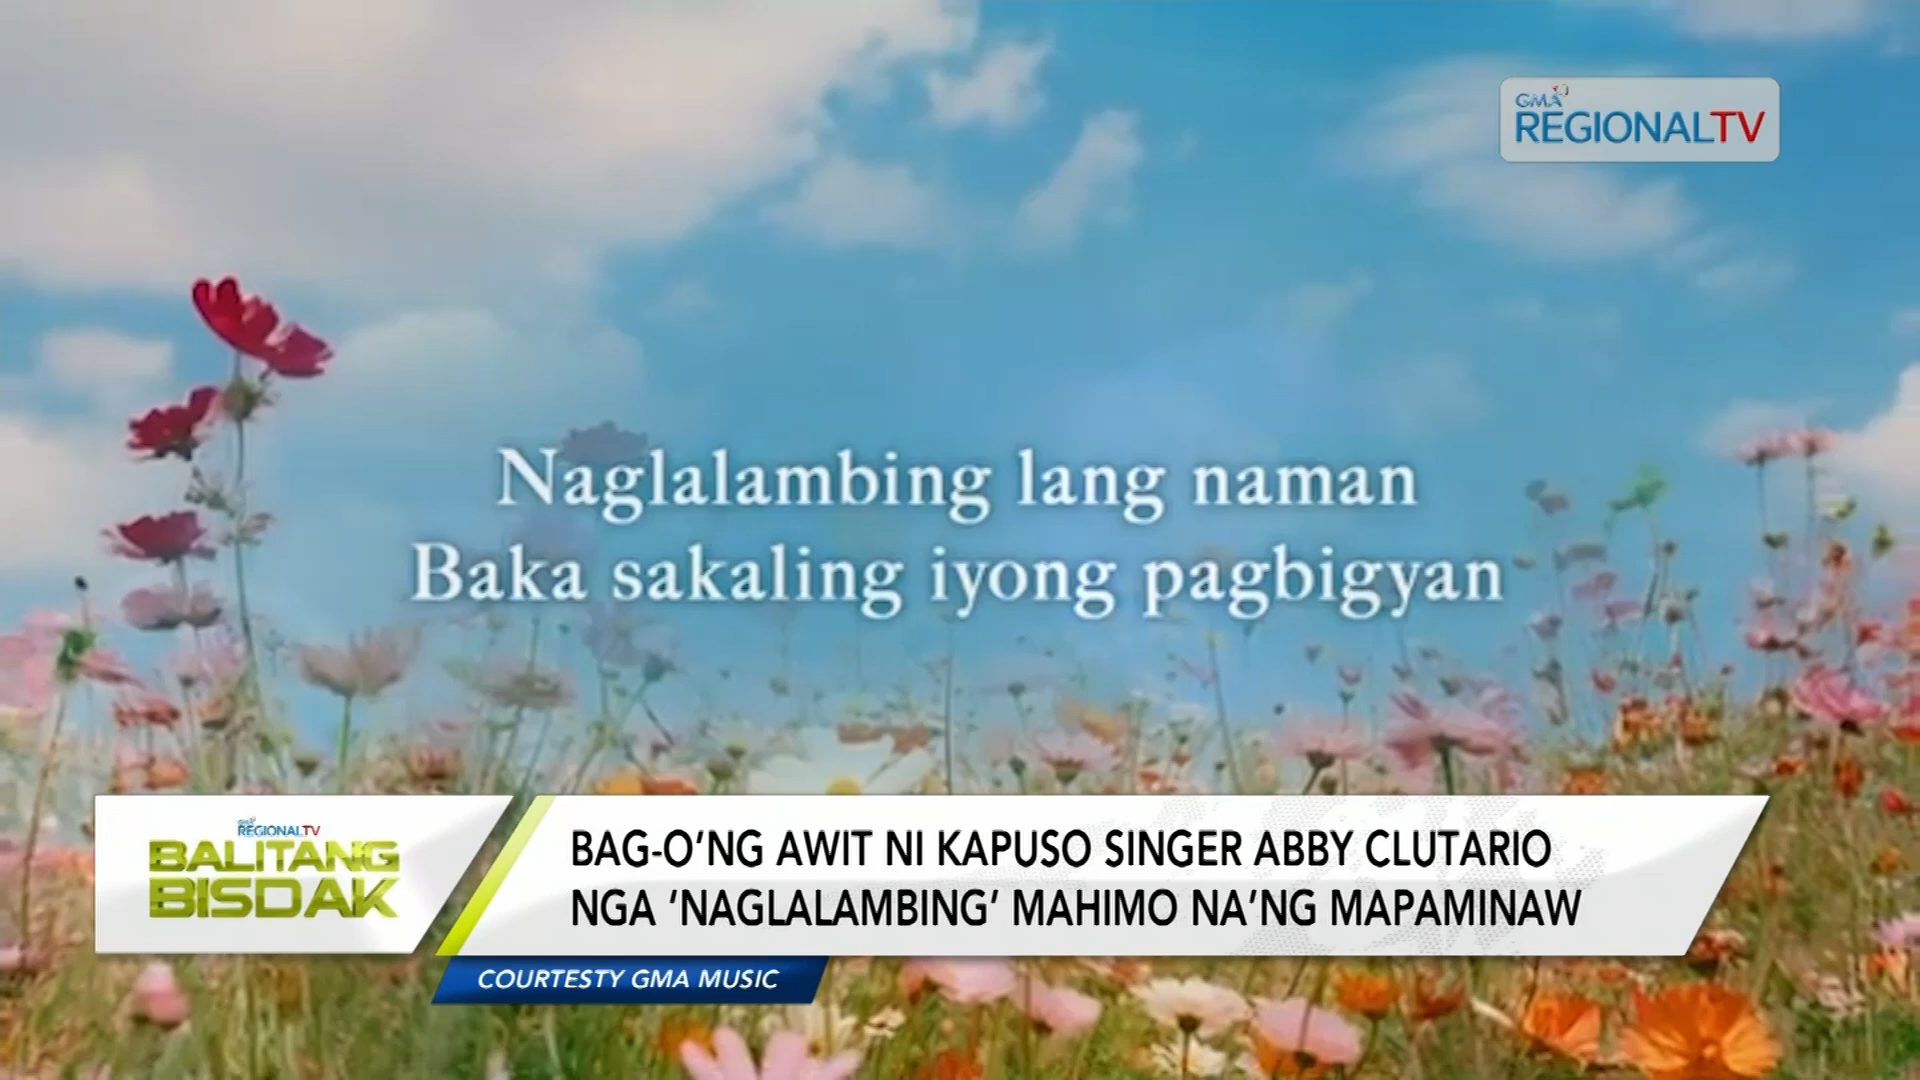 GMA
REGIONALTV
Naglalambing lang naman
Baka sakaling iyong pagbigyan
GMA
REGIONALTV
BALITANG
BISDAK
BAG-O'NG AWIT NI KAPUSO SINGER ABBY CLUTARIO
NGA 'NAGLALAMBING' MAHIMO NA'NG MAPAMINAW
COURTESTY GMA MUSIC